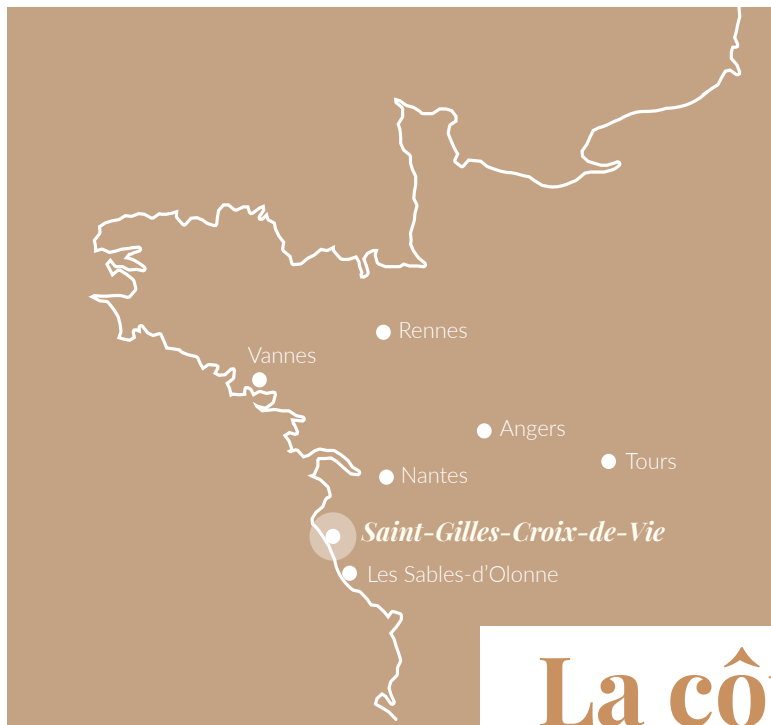 Rennes
Vannes
Angers
Tours
Nantes
Saint-Gilles-Croix-de-Vie
Les Sables-d'Olonne
La cô